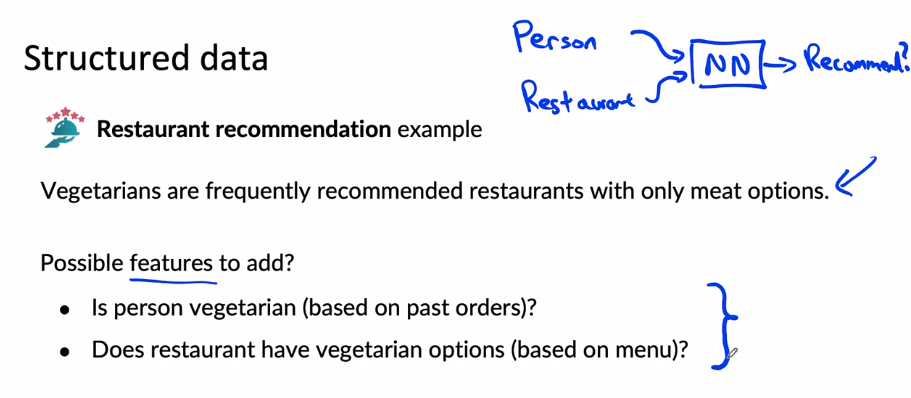 Structured data
Person
Restaurant
NN
Recommend?
Restaurant recommendation example
Vegetarians are frequently recommended restaurants with only meat options.
Possible features to add?
● Is person vegetarian (based on past orders)?
● Does restaurant have vegetarian options (based on menu)?